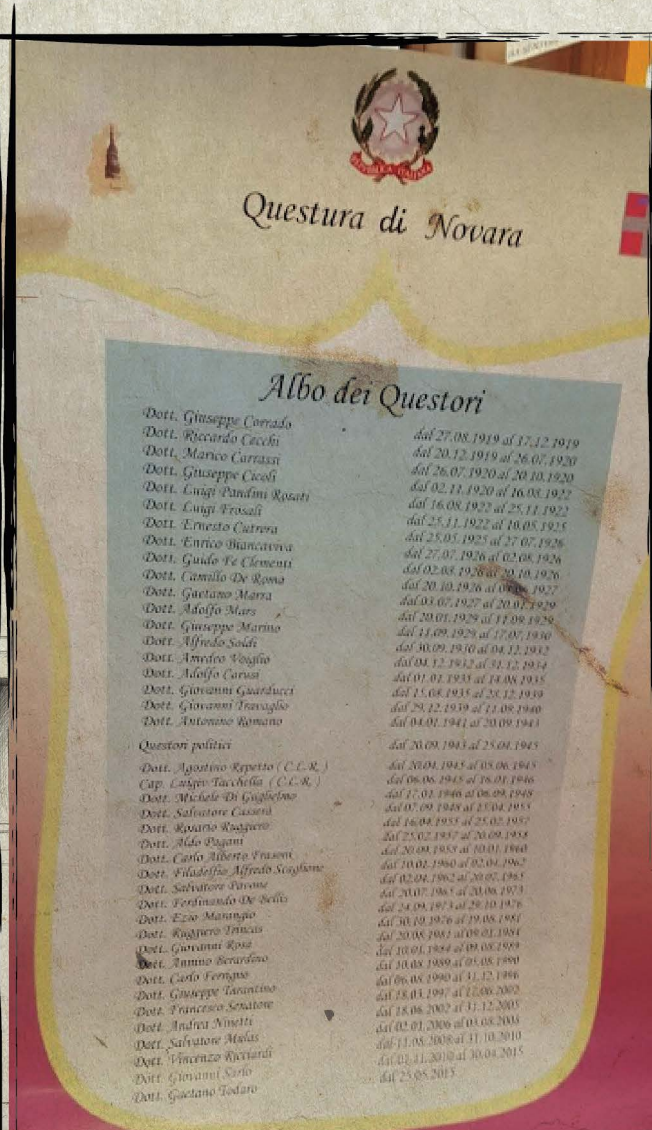 Questura di Novara
Albo dei Questori
Dott. Giuseppe Corrado dal 27.08.1919 al 17.12.1919
Dott. Riccardo Cecchi dal 20.12.1919 al 26.07.1920
Dott. Marico Carrassi dal 26.07.1920 al 20.10.1920
Dott. Giuseppe Cicoli dal 02.11.1920 al 16.08.1922
Dott. Luigi Pandini Rosati dal 16.08.1922 al 25.11.1922
Dott. Luigi Frosali dal 25.11.1922 al 10.05.1925
Dott. Ernesto Cutrera dal 25.05.1925 al 27.07.1926
Dott. Enrico Biancaviva dal 27.07.1926 al 02.08.1926
Dott. Guido Fe Clementi dal 02.08.1926 al 20.10.1926
Dott. Camillo De Roma dal 20.10.1926 al
Dott. Gaetano Marra dal 03.07.1927 al 20.01.1929
Dott. Adolfo Mars dal 20.01.1929 al 11.09.1929
Dott. Giuseppe Marino dal 11.09.1929 al 17.07.1930
Dott. Alfredo Soldi dal 30.09.1930 al 04.12.1932
Dott. Amedeo Voiglio dal 04.12.1932 al 31.12.1934
Dott. Adolfo Carusi dal 01.01.1935 al 14.08.1935
Dott. Giovanni Guarducci dal 15.08.1935 al 28.12.1939
Dott. Giovanni Travaglio dal 29.12.1939 al 11.08.1940
Dott. Antonino Romano dal 04.01.1941 al 20.09.1943
Questori politici dal 20.09.1943 al 25.04.1945
Dott. Agostino Repetto ( C.L.R. ) dal 20.04.1945 al 05.06.1945
Cap. Luigiv Tacchella ( C.L.R. ) dal 06.06.1945 al 16.01.1946
Dott. Michele Di Guglielmo dal 17.01.1946 al 06.09.1948
Dott. Salvatore Cassera dal 07.09.1948 al 15.04.1955
Dott. Rosario Ruggiero dal 16.04.1955 al 25.02.1957
Dott. Aldo Pagani dal 25.02.1957 al 20.09.1958
Dott. Carlo Alberto Frasoni dal 20.09.1958 al 10.01.1960
Dott. Filadelfio Alfredo Scaglione dal 10.01.1960 al 02.04.1962
Dott. Salvatore Pavone dal 02.04.1962 al 20.07.1965
Dott. Ferdinando De Bellis dal 20.07.1965 al 20.06.1973
Dott. Ezio Marangio dal 24.09.1973 al 29.10.1976
Dott. Ruggiero Trincas dal 30.10.1976 al 19.08.1981
Dott. Giovanni Rosa dal 20.08.1981 al 09.01.1984
Dott. Annino Berardino dal 10.01.1984 al 09.08.1989
Dott. Carlo Ferrigno dal 10.08.1989 al 05.08.1990
Dott. Giuseppe Tarantino dal 06.08.1990 al 31.12.1996
Dott. Francesco Senatore dal 18.03.1997 al 17.06.2002
Dott. Andrea Ninetti dal 18.06.2002 al 31.12.2005
Dott. Salvatore Mulas dal 02.01.2006 al 03.08.2008
Dott. Vincenzo Ricciardi dal 11.08.2008 al 31.10.2010
Dott. Giovanni Sarlo dal 01.11.2010 al 30.04.2015
Dott. Gaetano Todaro dal 25.05.2015